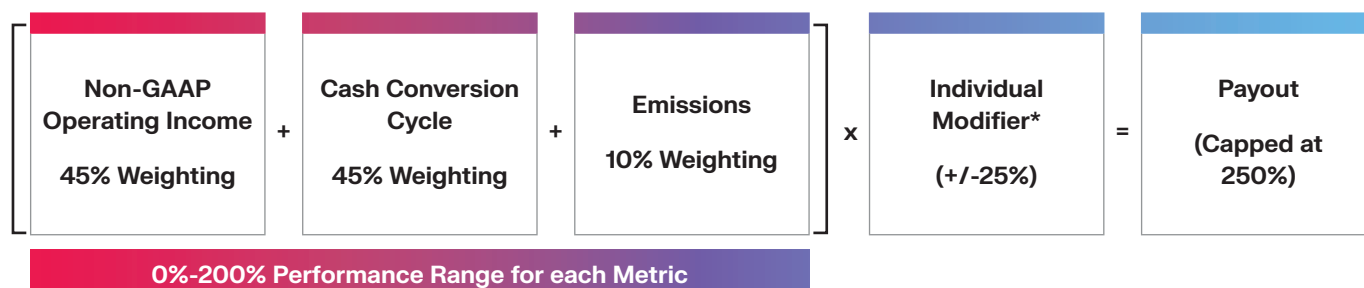 Non-GAAP
Operating Income
45% Weighting
+
Cash Conversion
Cycle
45% Weighting
+
Emissions
10% Weighting
x
Individual
Modifier*
(+/-25%)
=
Payout
(Capped at
250%)
0%-200% Performance Range for each Metric